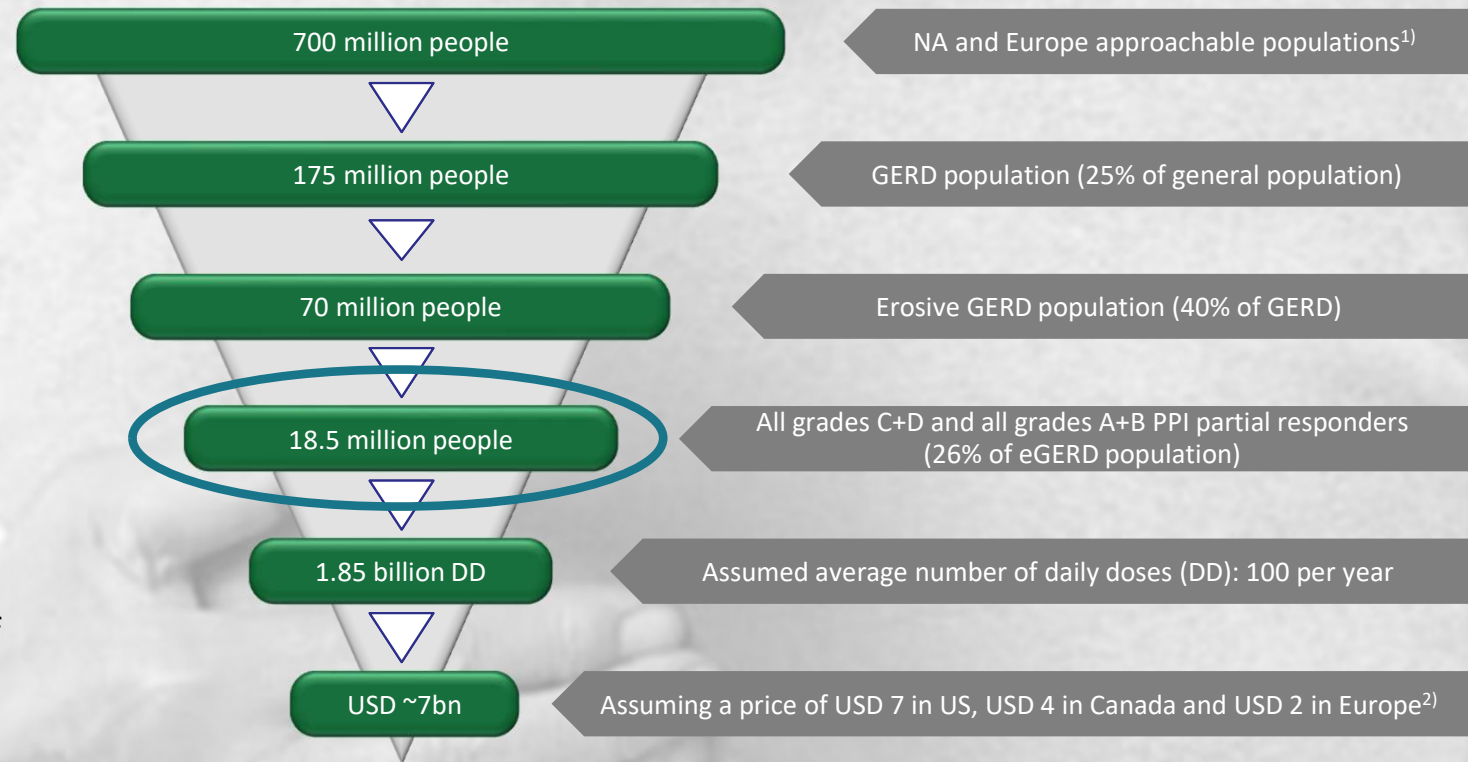 700 million people
NA and Europe approachable populations1)
175 million people
GERD population (25% of general population)
70 million people
Erosive GERD population (40% of GERD)
18.5 million people
All grades C+D and all grades A+B PPI partial responders
(26% of eGERD population)
1.85 billion DD
Assumed average number of daily doses (DD): 100 per year
USD ~7bn
Assuming a price of USD 7 in US, USD 4 in Canada and USD 2 in Europe2)